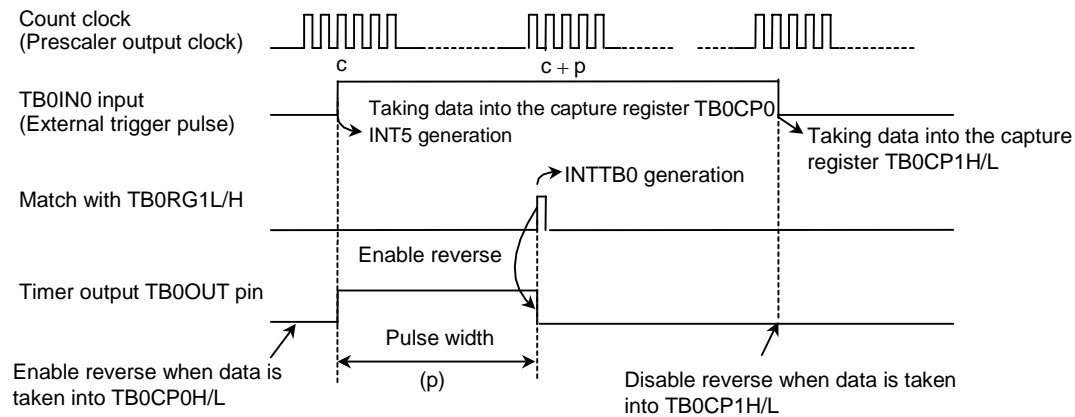 Count clock
(Prescaler output clock)
c
c + p
TB0IN0 input
(External trigger pulse)
Taking data into the capture register TB0CP0
INT5 generation
Taking data into the capture
register TB0CP1H/L
INTTB0 generation
Match with TB0RG1L/H
Enable reverse
Timer output TB0OUT pin
Pulse width
(p)
Enable reverse when data is
taken into TB0CP0H/L
Disable reverse when data is taken
into TB0CP1H/L